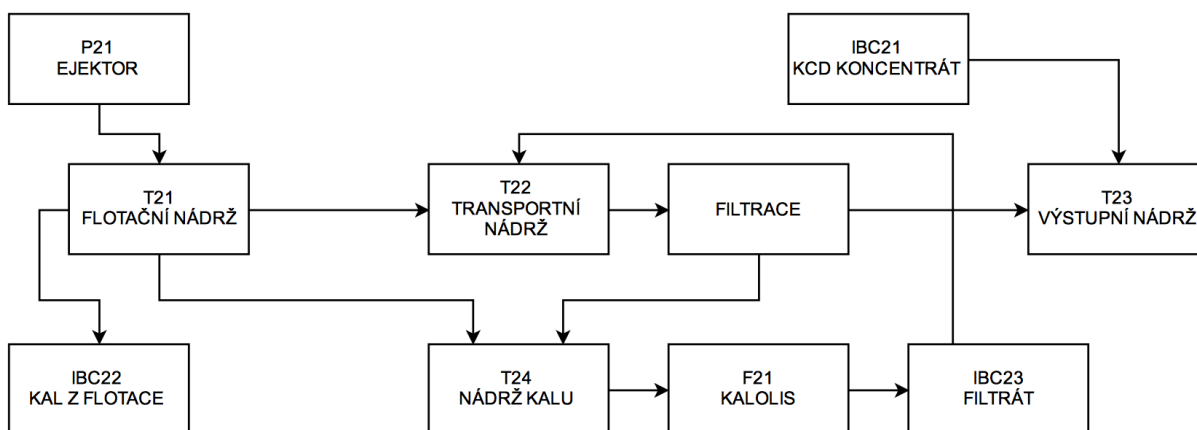 P21
EJEKTOR
IBC21
KCD KONCENTRÁT
T21
FLOTAČNÍ NÁDRŽ
T22
TRANSPORTNÍ
NÁDRŽ
FILTRACE
T23
VÝSTUPNÍ NÁDRŽ
IBC22
KAL Z FLOTACE
T24
NÁDRŽ KALU
F21
KALOLIS
IBC23
FILTRÁT